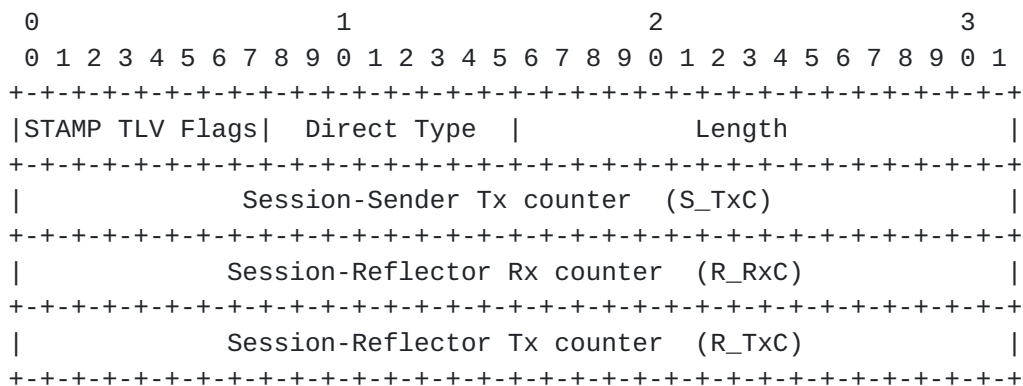 0                   1                   2                   3
 0 1 2 3 4 5 6 7 8 9 0 1 2 3 4 5 6 7 8 9 0 1 2 3 4 5 6 7 8 9 0 1
+-+-+-+-+-+-+-+-+-+-+-+-+-+-+-+-+-+-+-+-+-+-+-+-+-+-+-+-+-+-+-+-+
|STAMP TLV Flags|  Direct Type  |           Length              |
+-+-+-+-+-+-+-+-+-+-+-+-+-+-+-+-+-+-+-+-+-+-+-+-+-+-+-+-+-+-+-+-+
|               Session-Sender Tx counter  (S_TxC)               |
+-+-+-+-+-+-+-+-+-+-+-+-+-+-+-+-+-+-+-+-+-+-+-+-+-+-+-+-+-+-+-+-+
|              Session-Reflector Rx counter  (R_RxC)             |
+-+-+-+-+-+-+-+-+-+-+-+-+-+-+-+-+-+-+-+-+-+-+-+-+-+-+-+-+-+-+-+-+
|              Session-Reflector Tx counter  (R_TxC)             |
+-+-+-+-+-+-+-+-+-+-+-+-+-+-+-+-+-+-+-+-+-+-+-+-+-+-+-+-+-+-+-+-+